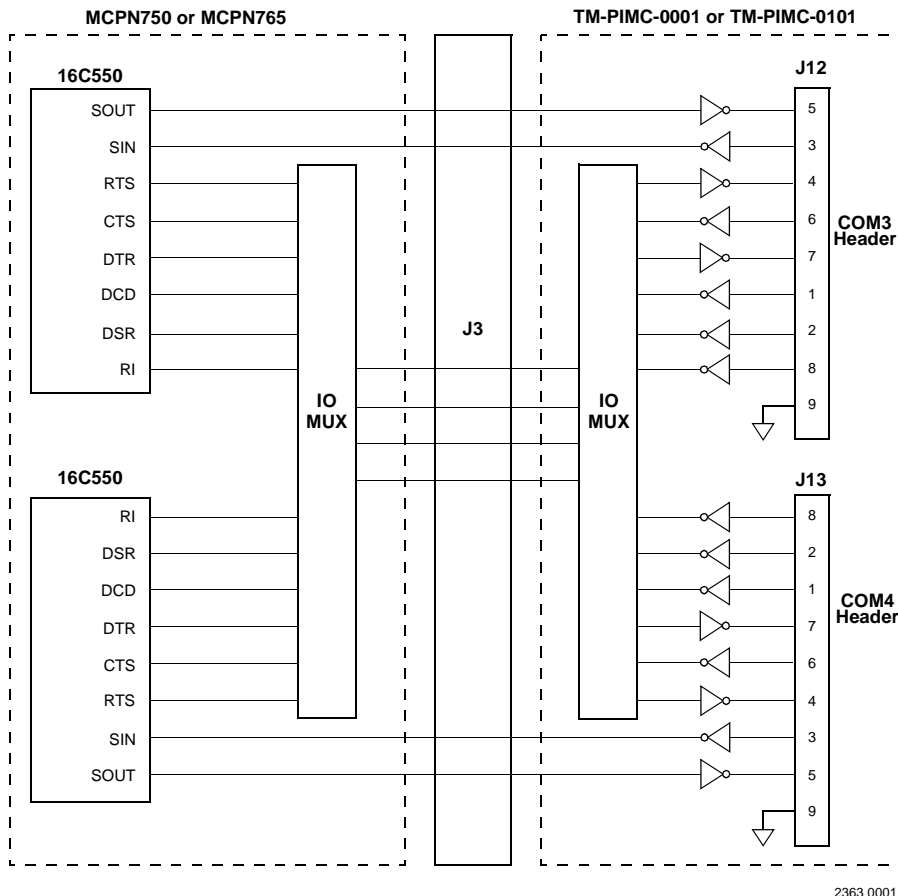 MCPN750 or MCPN765
TM-PIMC-0001 or TM-PIMC-0101
16C550
SOUT
SIN
RTS
CTS
DTR
DCD
DSR
RI
IO
MUX
16C550
RI
DSR
DCD
DTR
CTS
RTS
SIN
SOUT
J3
IO
MUX
J12
5
3
4
6
7
1
2
8
9
COM3
Header
J13
8
2
1
7
6
4
3
5
9
COM4
Header
2363 0001